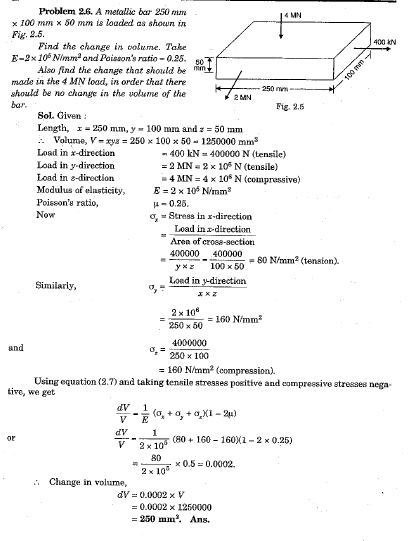 Problem 2.6. A metallic bar 250 mm
× 100 mm × 50 mm is loaded as shown in
Fig. 2.5.
Find the change in volume. Take
E = 2 × 10⁵ N/mm² and Poisson's ratio = 0.25.
Also find the change that should be
made in the 4 MN load, in order that there
should be no change in the volume of the
bar.
4 MN
400 kN
50
mm
100 mm
250 mm
2 MN
Fig. 2.5
Sol. Given :
Length, x = 250 mm, y = 100 mm and z = 50 mm
∴ Volume, V = xyz = 250 × 100 × 50 = 1250000 mm³
Load in x-direction = 400 kN = 400000 N (tensile)
Load in y-direction = 2 MN = 2 × 10⁶ N (tensile)
Load in z-direction = 4 MN = 4 × 10⁶ N (compressive)
Modulus of elasticity, E = 2 × 10⁵ N/mm²
Poisson's ratio, μ = 0.25.
Now σx = Stress in x-direction
= Load in x-direction / Area of cross-section
= 400000 / y × z = 400000 / 100 × 50 = 80 N/mm² (tension).
Similarly, σy = Load in y-direction / x × z
= 2 × 10⁶ / 250 × 50 = 160 N/mm²
and σz = 4000000 / 250 × 100
= 160 N/mm² (compression).
Using equation (2.7) and taking tensile stresses positive and compressive stresses nega-
tive, we get
dV / V = 1 / E (σx + σy + σz)(1 – 2μ)
or dV / V = 1 / 2 × 10⁵ (80 + 160 – 160)(1 – 2 × 0.25)
= 80 / 2 × 10⁵ × 0.5 = 0.0002.
∴ Change in volume,
dV = 0.0002 × V
= 0.0002 × 1250000
= 250 mm³. Ans.